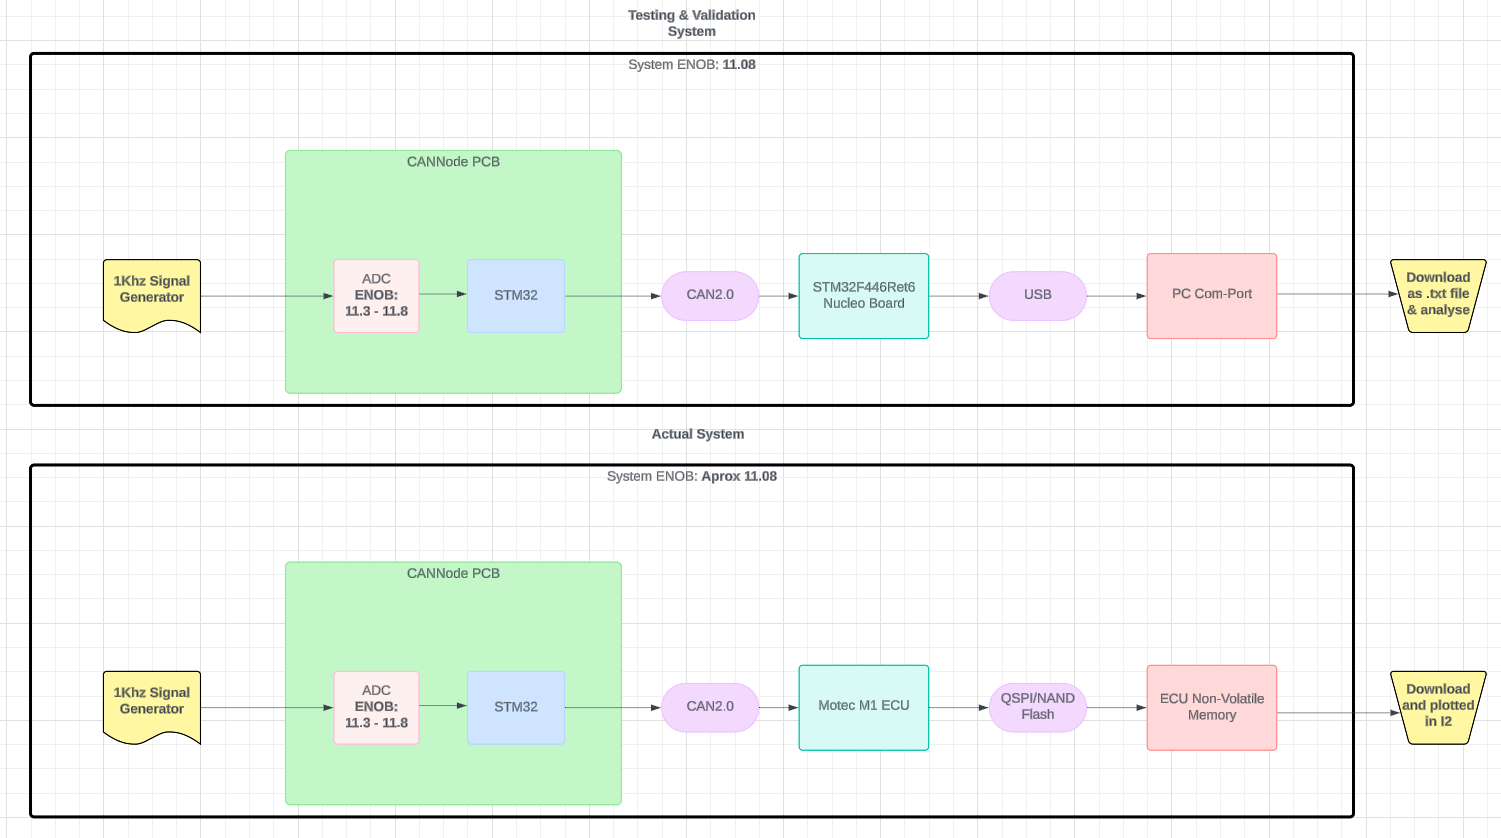 Testing & Validation
System
System ENOB: 11.08
CANNode PCB
1Khz Signal
Generator
ADC
ENOB:
11.3 - 11.8
STM32
CAN2.0
STM32F446Ret6
Nucleo Board
USB
PC Com-Port
Download
as .txt file
& analyse
Actual System
System ENOB: Aprox 11.08
CANNode PCB
1Khz Signal
Generator
ADC
ENOB:
11.3 - 11.8
STM32
CAN2.0
Motec M1 ECU
QSPI/NAND
Flash
ECU Non-Volatile
Memory
Download
and plotted
in I2